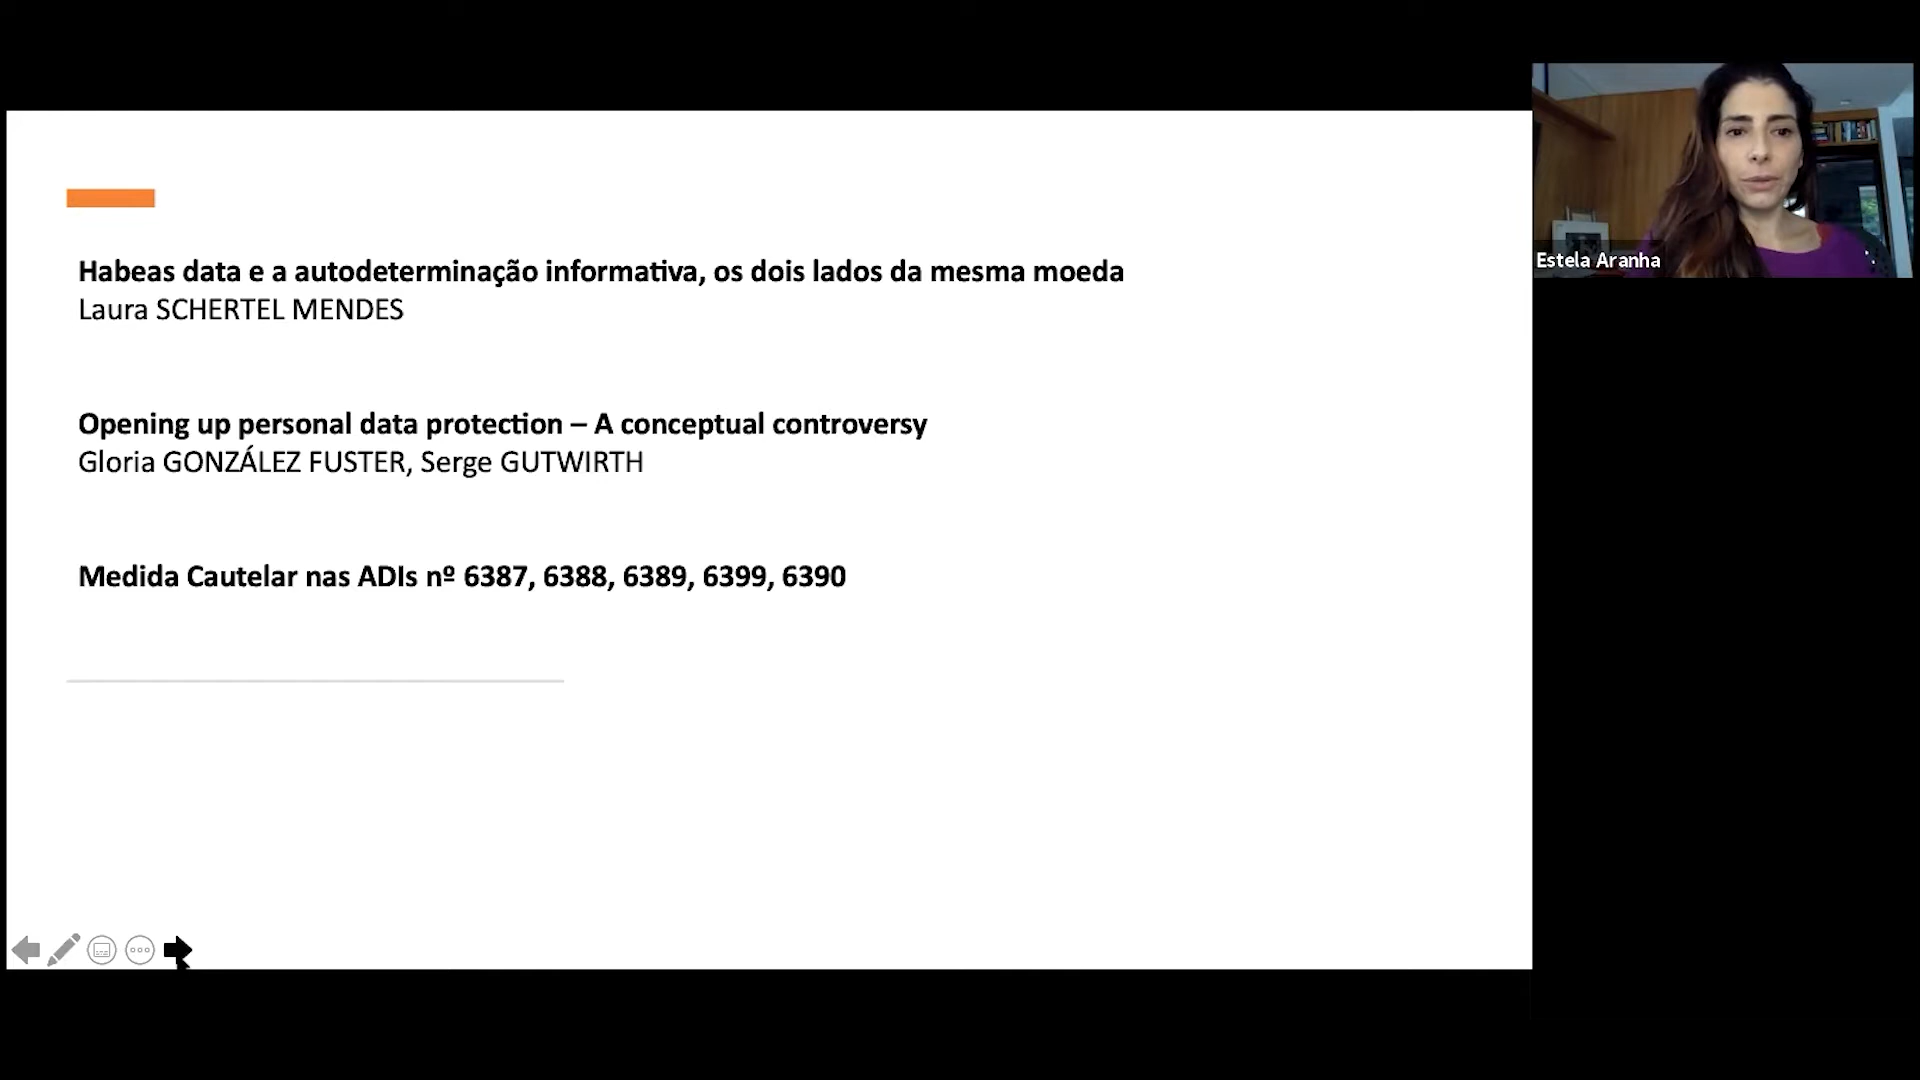 Habeas data e a autodeterminação informativa, os dois lados da mesma moeda
Laura SCHERTEL MENDES
Opening up personal data protection – A conceptual controversy
Gloria GONZÁLEZ FUSTER, Serge GUTWIRTH
Medida Cautelar nas ADIs nº 6387, 6388, 6389, 6399, 6390
Estela Aranha